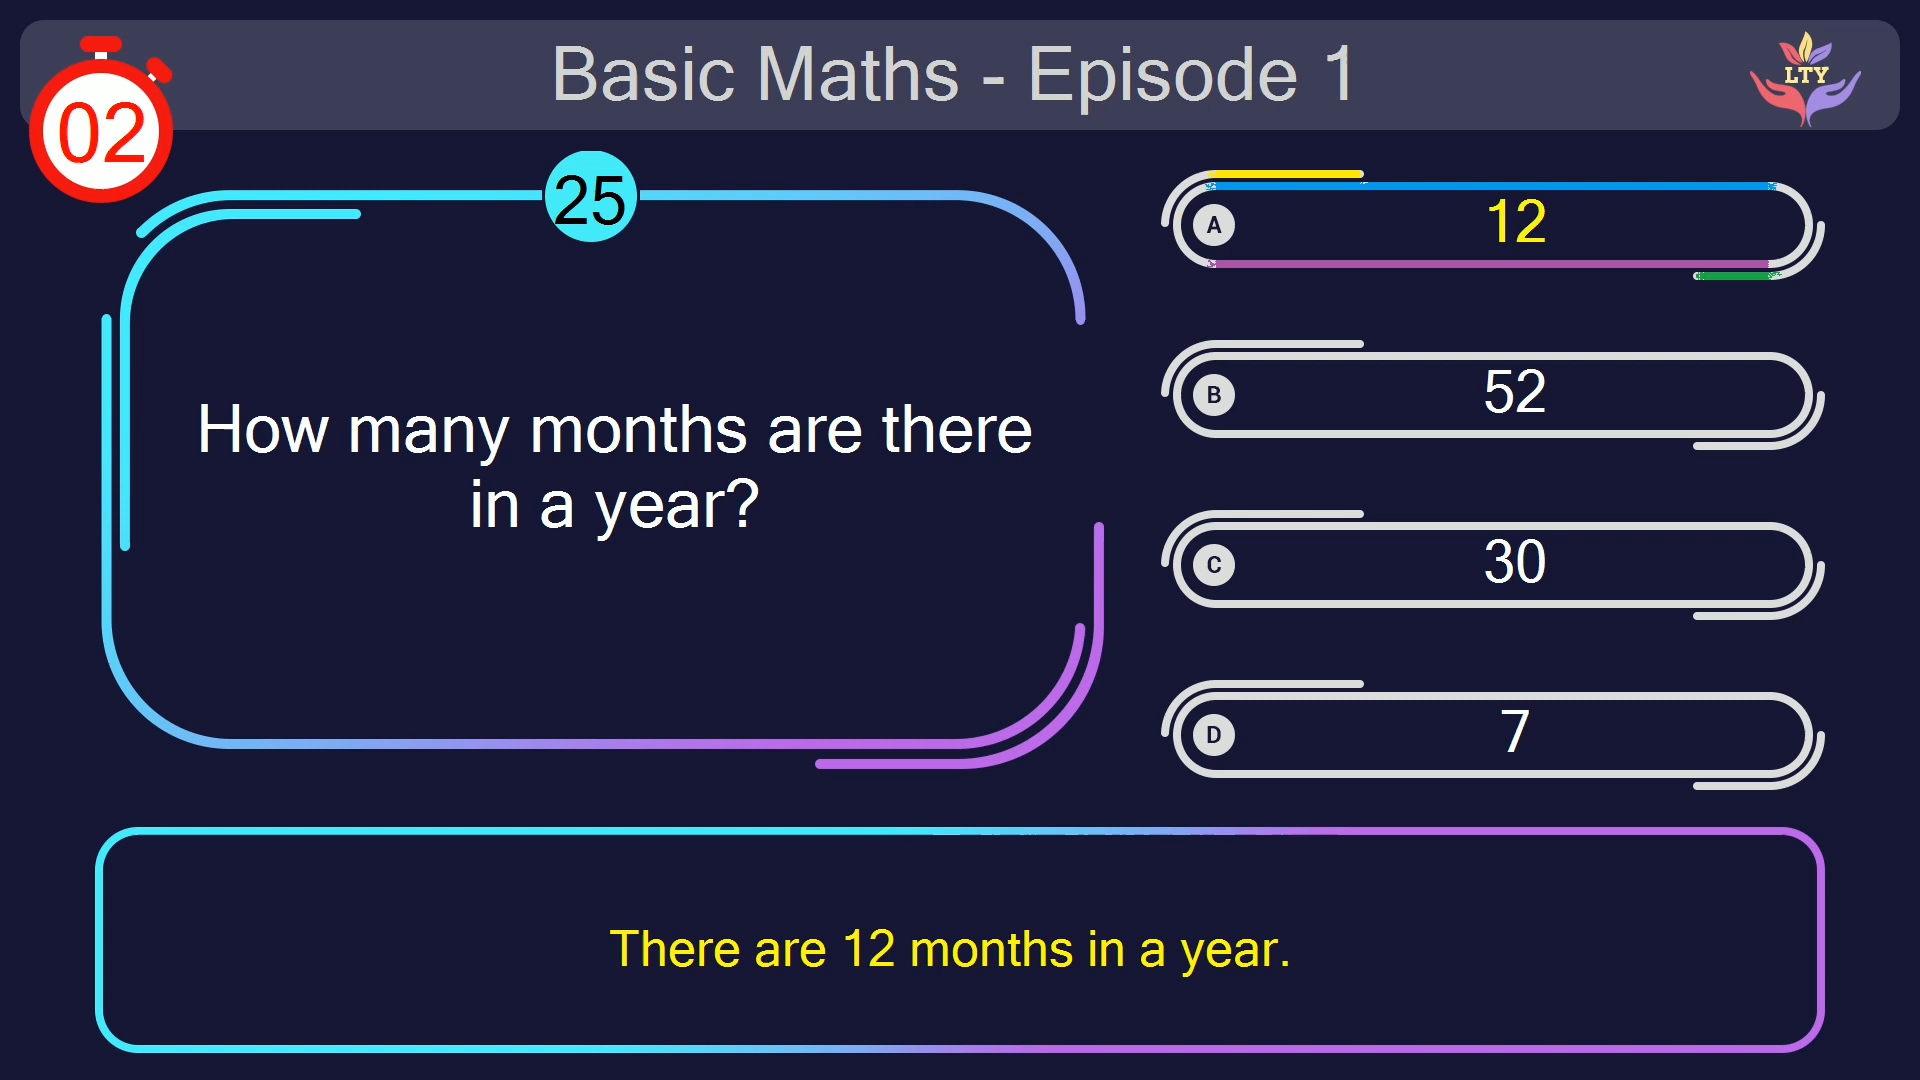 Basic Maths - Episode 1
LTY
02
25
How many months are there
in a year?
A 12
B 52
C 30
D 7
There are 12 months in a year.